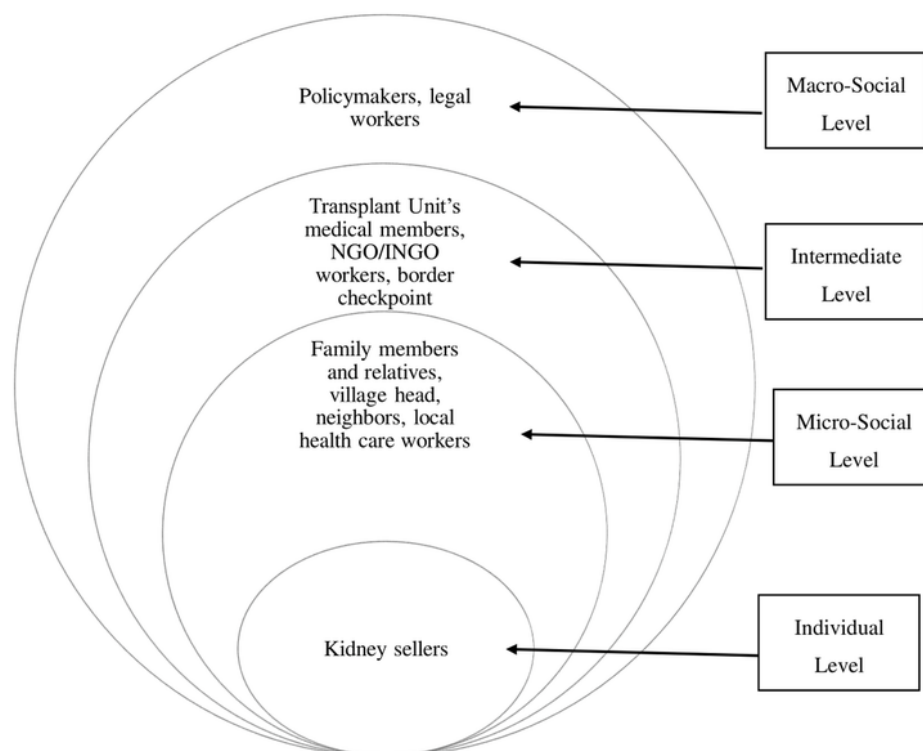 Policymakers, legal
workers
Macro-Social
Level
Transplant Unit's
medical members,
NGO/INGO
workers, border
checkpoint
Intermediate
Level
Family members
and relatives,
village head,
neighbors, local
health care workers
Micro-Social
Level
Kidney sellers
Individual
Level